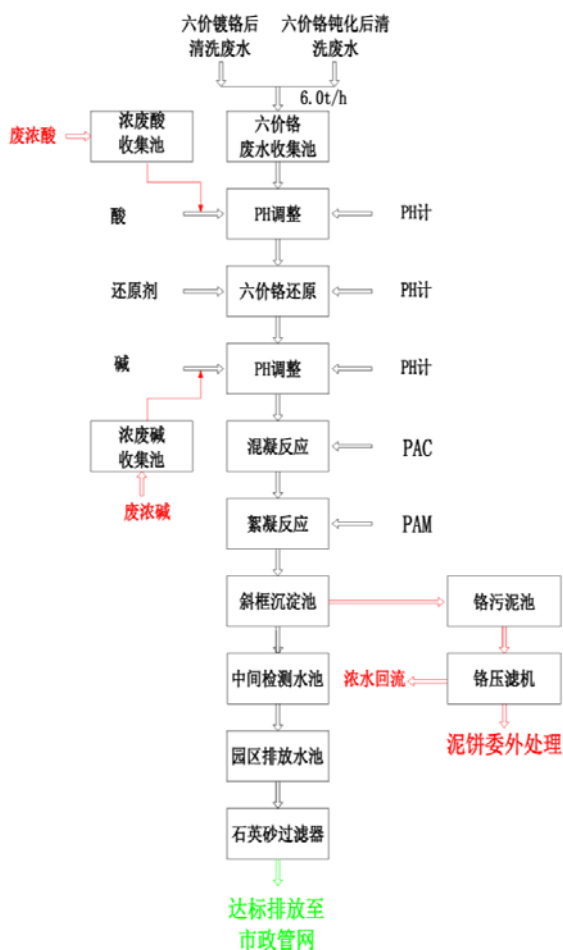 六价镀铬后
清洗废水
六价铬钝化后清
洗废水
6.0t/h
废浓酸
浓废酸
收集池
六价铬
废水收集池
酸
PH调整
PH计
还原剂
六价铬还原
PH计
碱
PH调整
PH计
浓废碱
收集池
混凝反应
PAC
废浓碱
絮凝反应
PAM
斜框沉淀池
铬污泥池
中间检测水池
浓水回流
铬压滤机
园区排放水池
泥饼委外处理
石英砂过滤器
达标排放至
市政管网